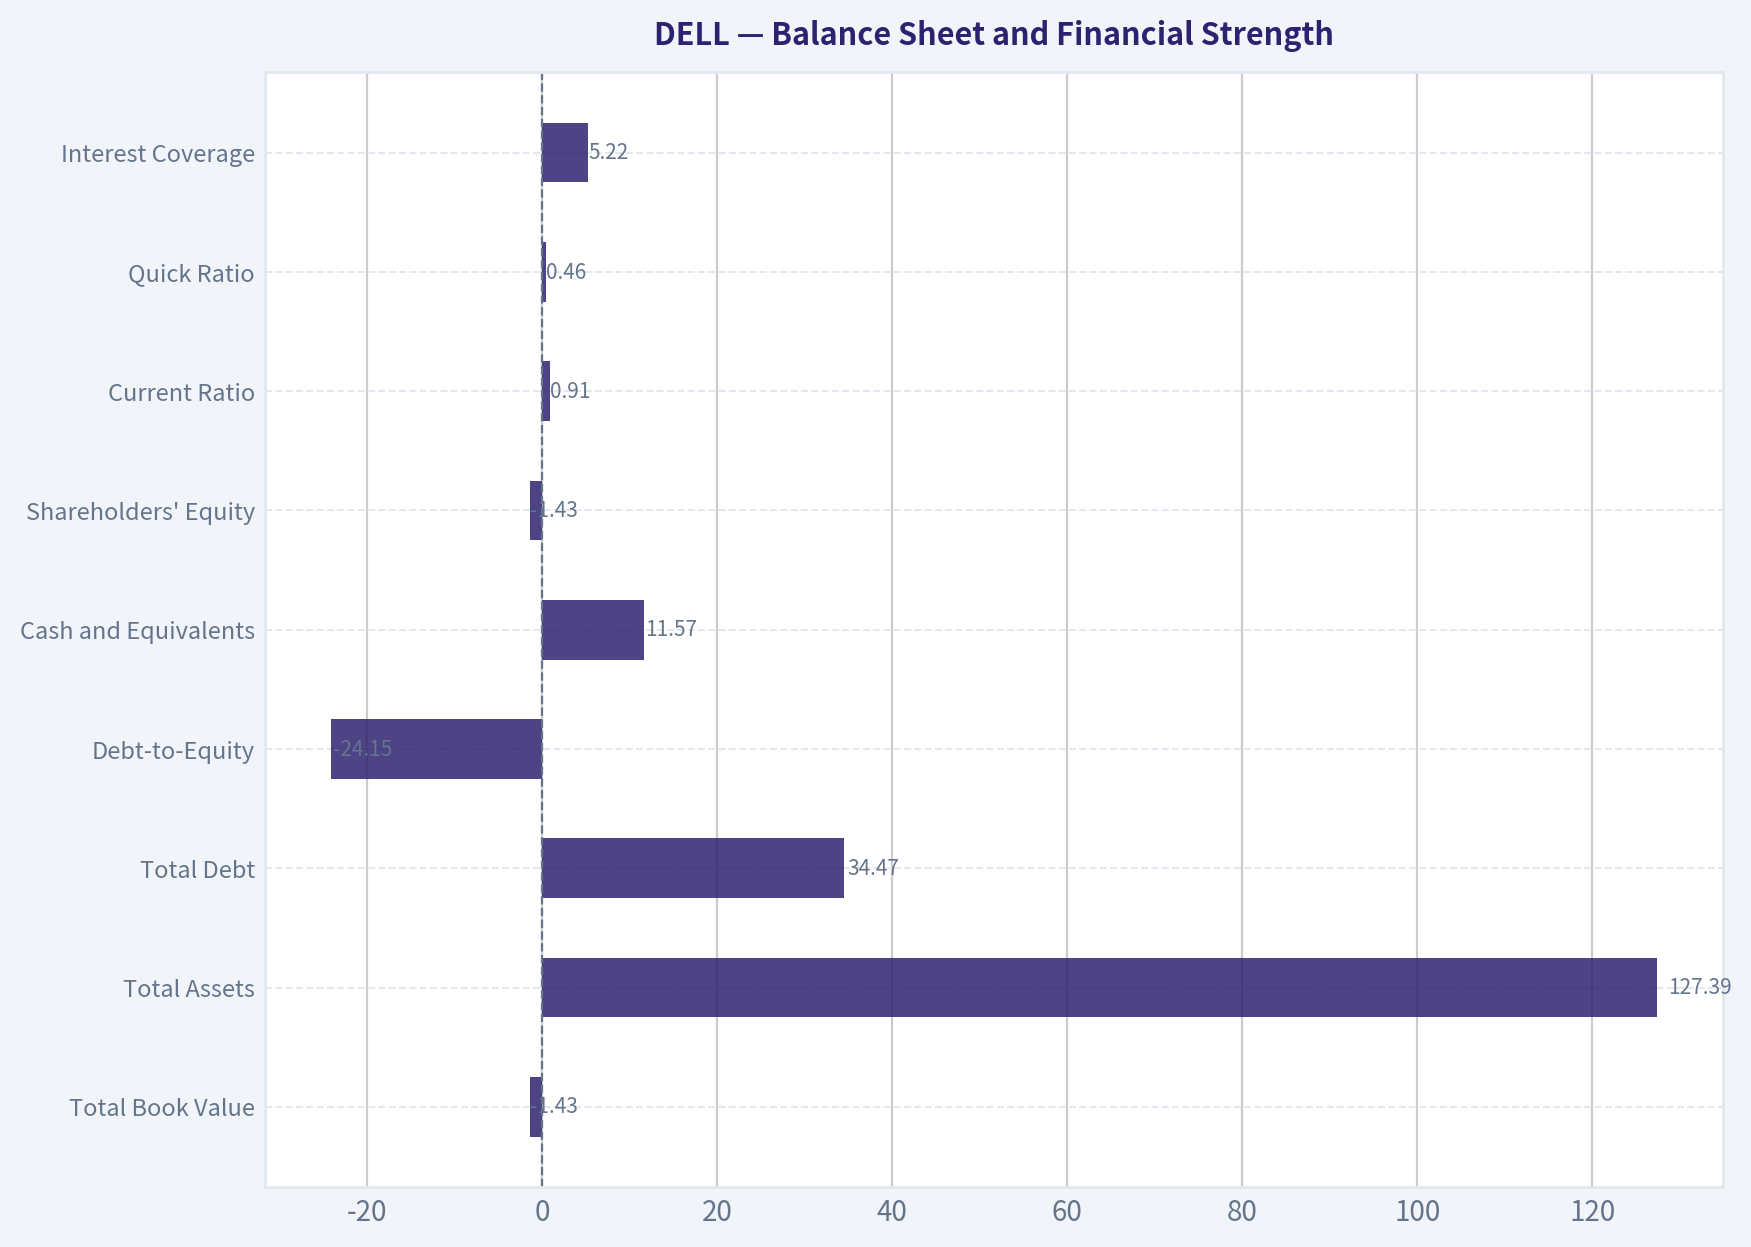 DELL — Balance Sheet and Financial Strength
Interest Coverage 5.22
Quick Ratio 0.46
Current Ratio 0.91
Shareholders' Equity -1.43
Cash and Equivalents 11.57
Debt-to-Equity -24.15
Total Debt 34.47
Total Assets 127.39
Total Book Value -1.43
-20 0 20 40 60 80 100 120